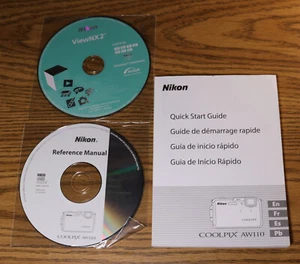 Nikon
ViewNX 2
Nikon
Reference Manual
COOLPIX AW110
Nikon
Quick Start Guide
Guide de démarrage rapide
Guía de inicio rápido
Guia de Início Rápido
COOLPIX AW110
En
Fr
Es
Pb